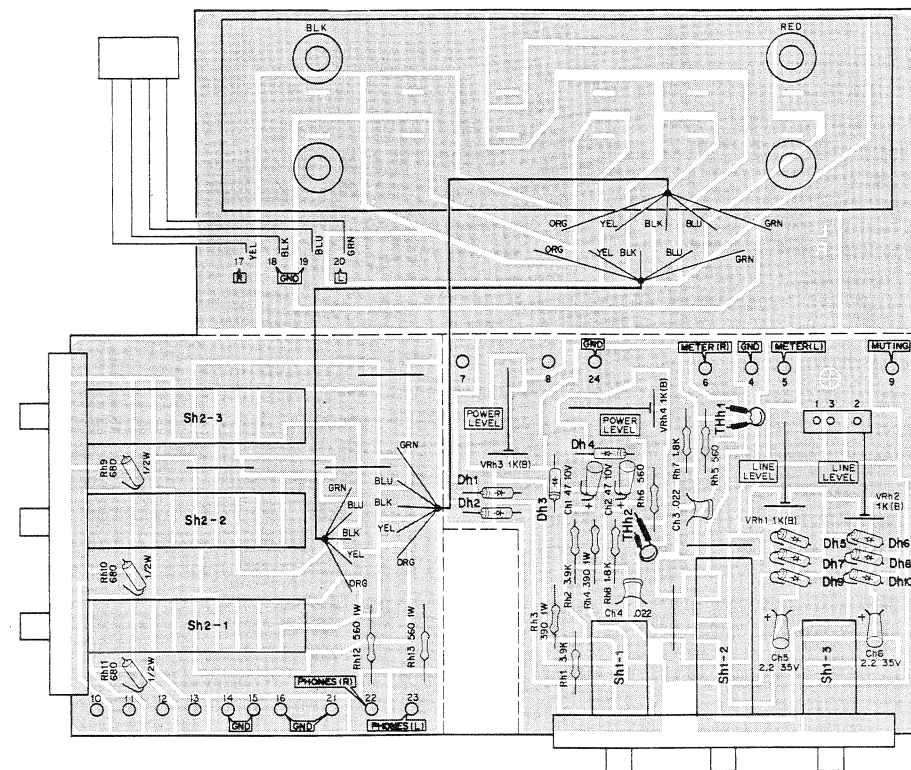 BLK
RED
ORG YEL BLK BLU GRN
ORG YEL BLK BLU GRN
YEL BLK BLU GRN
17 18 19 20
R GND L
GND METER (R) GND METER(L) MUTING
7 8 24 6 4 5 9
Sh2-3
Rh9
680
1/2W
Sh2-2
Rh10
680
1/2W
Sh2-1
Rh11
680
1/2W
GRN
BLU
BLK
YEL
ORG
GRN
BLU
BLK
YEL
ORG
POWER
LEVEL
VRh3 1K(B)
Dh1
Dh2
Dh3
POWER
LEVEL
VRh4 1K(B)
Dh4
Ch1 47 10V
Ch2 47 10V
Rh6 560
Rh7 1.8K
Rh5 560
THh1
THh2
Ch3 .022
1 3 2
LINE
LEVEL
LINE
LEVEL
VRh1 1K(B)
VRh2
1K(B)
Dh5 Dh6
Dh7 Dh8
Dh9 Dh10
Rh2 3.9K
Rh4 390 1W
Rh8 1.8K
Ch4 .022
Rh3
390 1W
Rh1 3.9K
Rh12 560 1W
Rh13 560 1W
Ch5
2.2 35V
Ch6
2.2 35V
Sh1-1
Sh1-2
Sh1-3
PHONES (R)
10 11 12 13 14 15 16 21 22 23
GND GND PHONES (L)